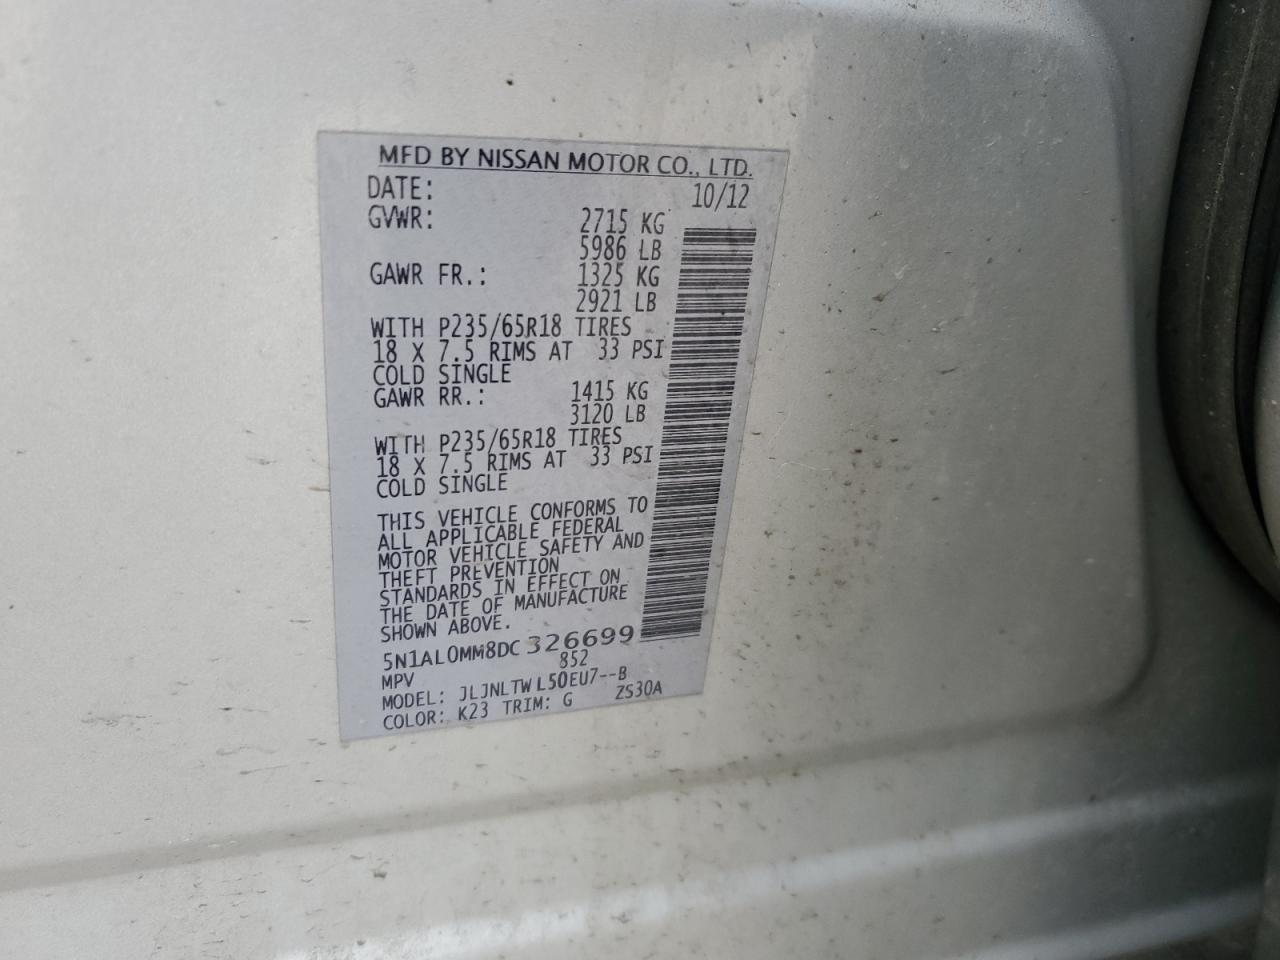 MFD BY NISSAN MOTOR CO., LTD.
DATE: 10/12
GVWR: 2715 KG
5986 LB
GAWR FR.: 1325 KG
2921 LB
WITH P235/65R18 TIRES
18 X 7.5 RIMS AT 33 PSI
COLD SINGLE
GAWR RR.: 1415 KG
3120 LB
WITH P235/65R18 TIRES
18 X 7.5 RIMS AT 33 PSI
COLD SINGLE
THIS VEHICLE CONFORMS TO
ALL APPLICABLE FEDERAL
MOTOR VEHICLE SAFETY AND
THEFT PREVENTION
STANDARDS IN EFFECT ON
THE DATE OF MANUFACTURE
SHOWN ABOVE.
5N1AL0MM8DC 326699
MPV 852
MODEL: JLJNLTWL50EU7--B
COLOR: K23 TRIM: G ZS30A